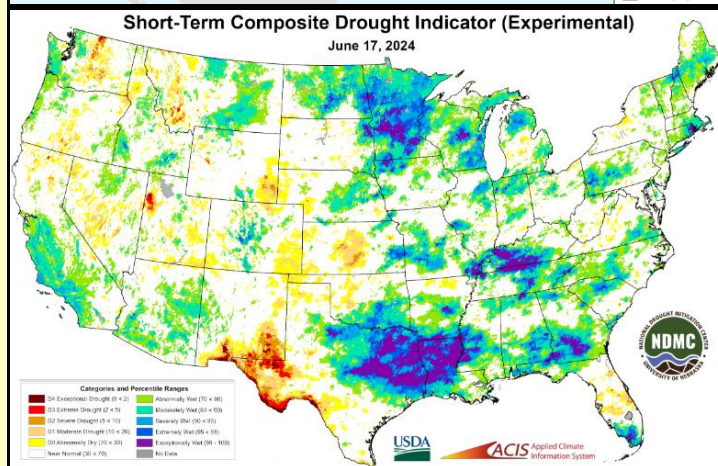 Short-Term Composite Drought Indicator (Experimental)
June 17, 2024
NATIONAL DROUGHT MITIGATION CENTER
NDMC
UNIVERSITY OF NEBRASKA
Categories and Percentile Ranges
D4 Exceptional Drought (0 < 2)
D3 Extreme Drought (2 < 5)
D2 Severe Drought (5 < 10)
D1 Moderate Drought (10 < 20)
D0 Abnormally Dry (20 < 30)
Near Normal (30 < 70)
Abnormally Wet (70 < 80)
Moderately Wet (80 < 90)
Severely Wet (90 < 95)
Extremely Wet (95 < 98)
Exceptionally Wet (98 - 100)
No Data
USDA
ACIS Applied Climate
Information System